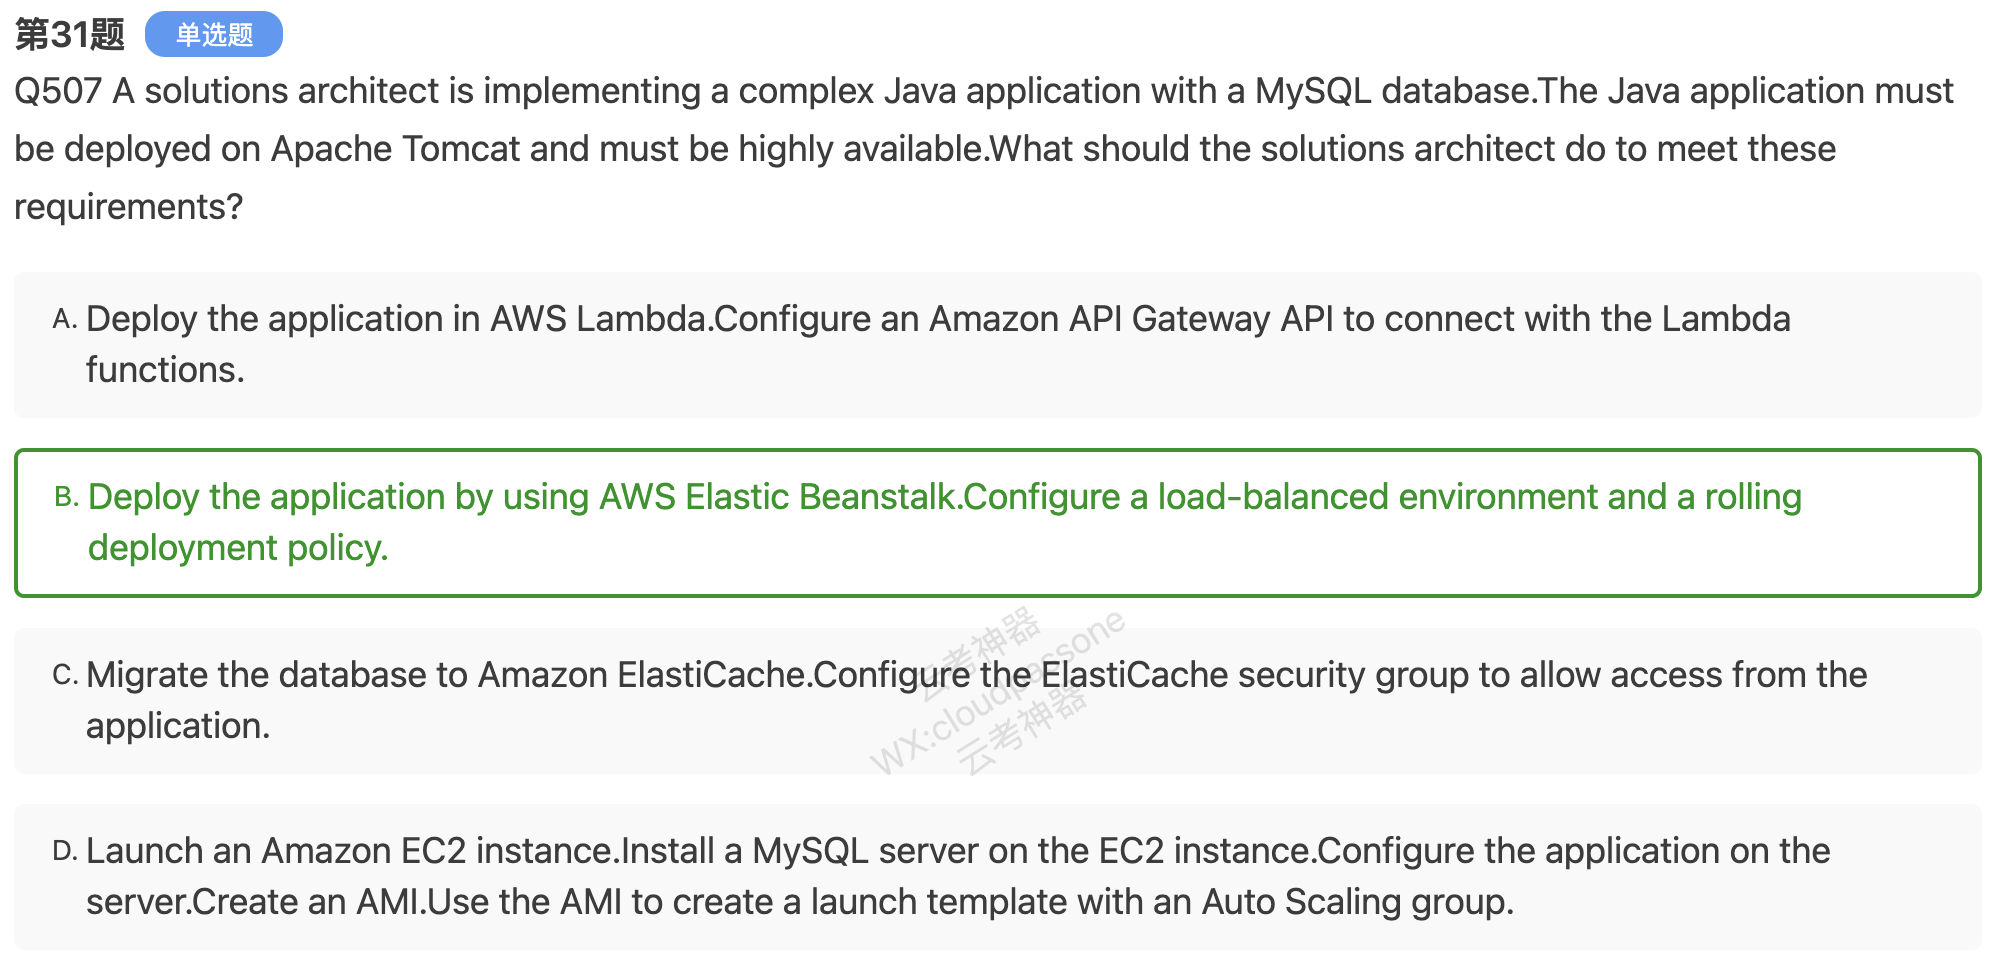 第31题 单选题
Q507 A solutions architect is implementing a complex Java application with a MySQL database.The Java application must
be deployed on Apache Tomcat and must be highly available.What should the solutions architect do to meet these
requirements?
A. Deploy the application in AWS Lambda.Configure an Amazon API Gateway API to connect with the Lambda
functions.
B. Deploy the application by using AWS Elastic Beanstalk.Configure a load-balanced environment and a rolling
deployment policy.
云考神器
WX:cloudpassone
云考神器
C. Migrate the database to Amazon ElastiCache.Configure the ElastiCache security group to allow access from the
application.
D. Launch an Amazon EC2 instance.Install a MySQL server on the EC2 instance.Configure the application on the
server.Create an AMI.Use the AMI to create a launch template with an Auto Scaling group.